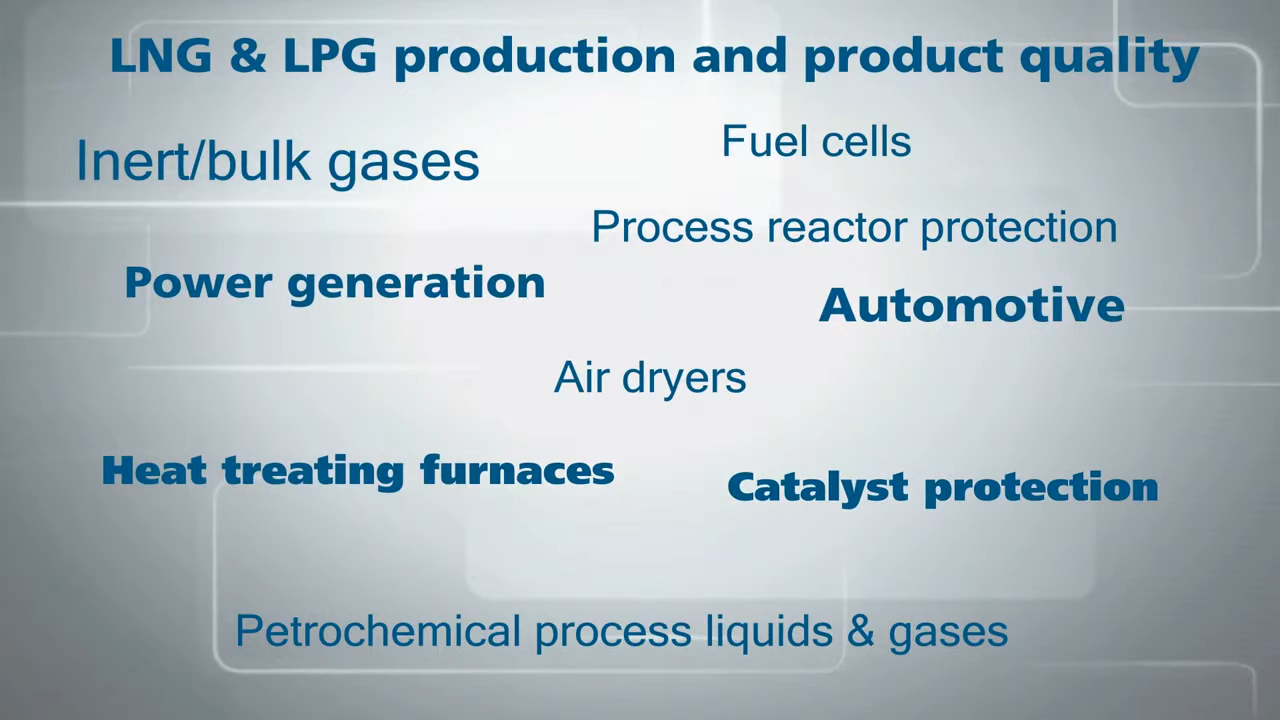 LNG & LPG production and product quality
Inert/bulk gases
Fuel cells
Process reactor protection
Power generation
Automotive
Air dryers
Heat treating furnaces
Catalyst protection
Petrochemical process liquids & gases